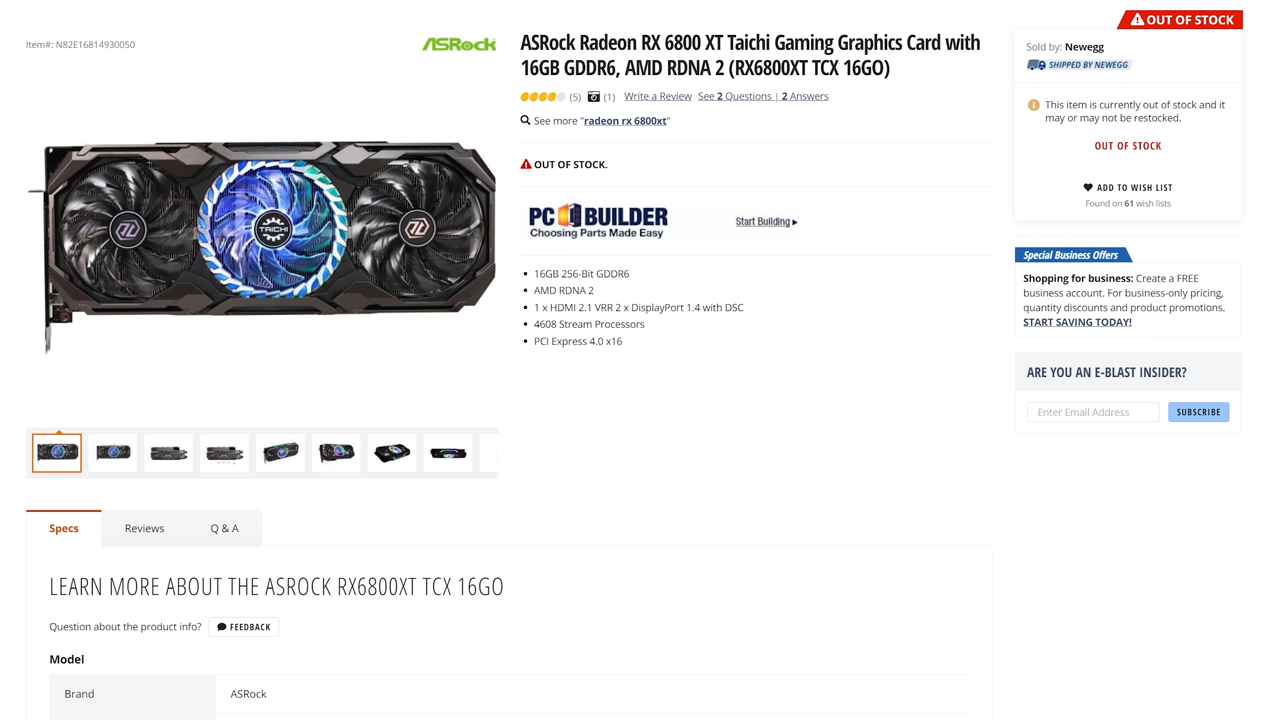 OUT OF STOCK
Item#: N82E16814930050
ASRock
TAICHI
ASRock Radeon RX 6800 XT Taichi Gaming Graphics Card with
16GB GDDR6, AMD RDNA 2 (RX6800XT TCX 16GO)
(5) (1) Write a Review See 2 Questions | 2 Answers
See more "radeon rx 6800xt"
OUT OF STOCK.
PC BUILDER
Choosing Parts Made Easy
Start Building
16GB 256-Bit GDDR6
AMD RDNA 2
1 x HDMI 2.1 VRR 2 x DisplayPort 1.4 with DSC
4608 Stream Processors
PCI Express 4.0 x16
Sold by: Newegg
SHIPPED BY NEWEGG
This item is currently out of stock and it
may or may not be restocked.
OUT OF STOCK
ADD TO WISH LIST
Found on 61 wish lists
Special Business Offers
Shopping for business: Create a FREE
business account. For business-only pricing,
quantity discounts and product promotions.
START SAVING TODAY!
ARE YOU AN E-BLAST INSIDER?
Enter Email Address SUBSCRIBE
Specs Reviews Q & A
LEARN MORE ABOUT THE ASROCK RX6800XT TCX 16GO
Question about the product info? FEEDBACK
Model
Brand ASRock